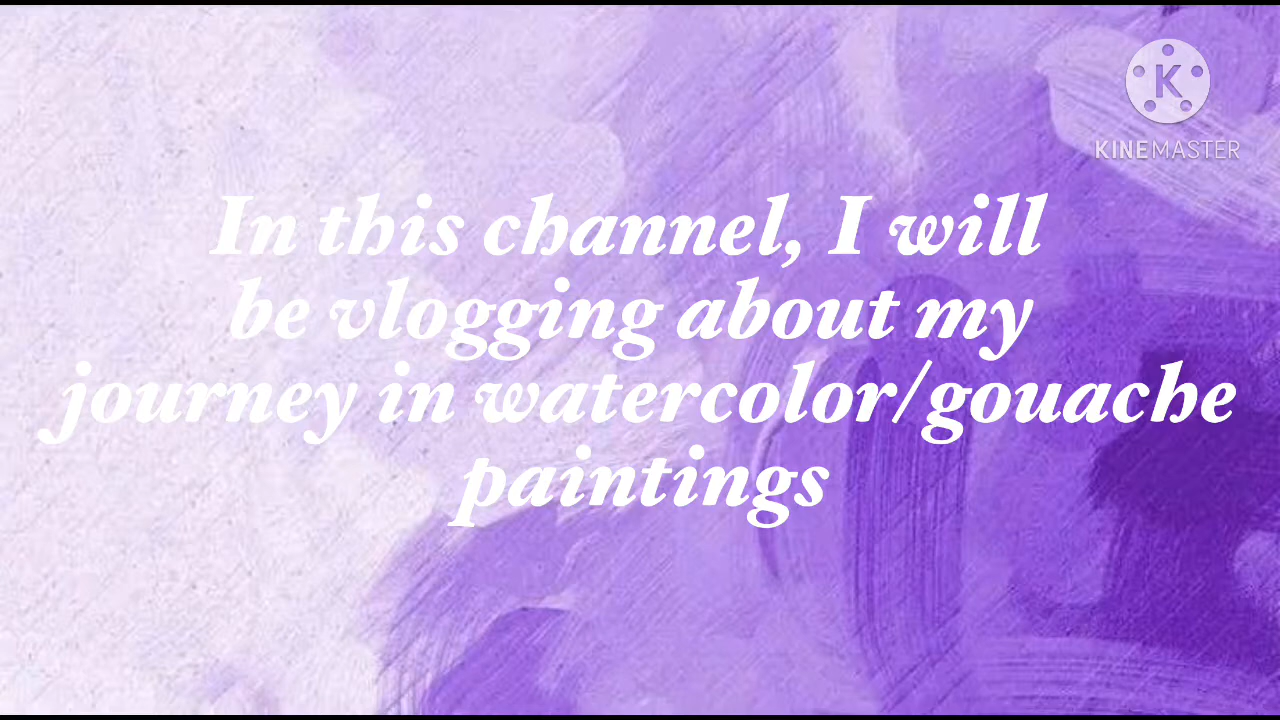 K
KINEMASTER
In this channel, I will
be vlogging about my
journey in watercolor/gouache
paintings